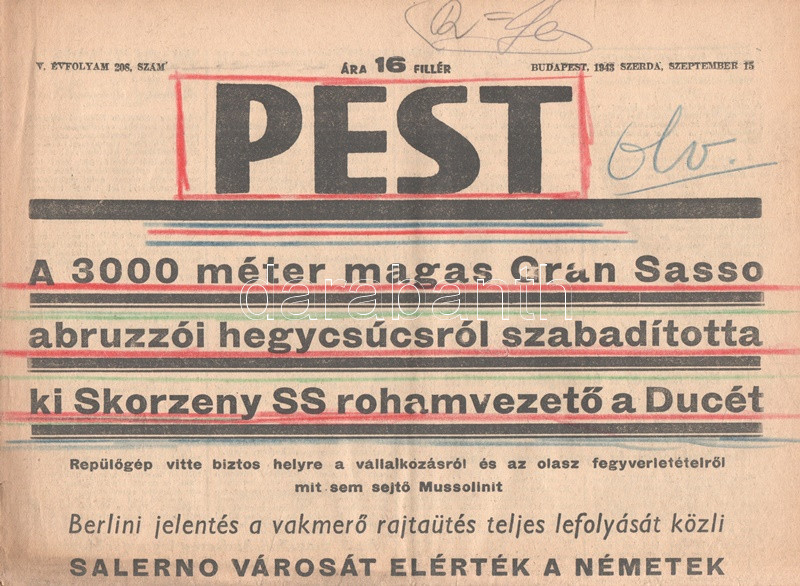 V. ÉVFOLYAM 208, SZÁM
ÁRA 16 FILLÉR
BUDAPEST, 1943 SZERDA, SZEPTEMBER 15
PEST
olv.
A 3000 méter magas Gran Sasso
abruzzói hegycsúcsról szabadította
darabanth
ki Skorzeny SS rohamvezető a Ducét
Repülőgép vitte biztos helyre a vállalkozásról és az olasz fegyverletételről
mit sem sejtő Mussolinit
Berlini jelentés a vakmerő rajtaütés teljes lefolyását közli
SALERNO VÁROSÁT ELÉRTÉK A NÉMETEK